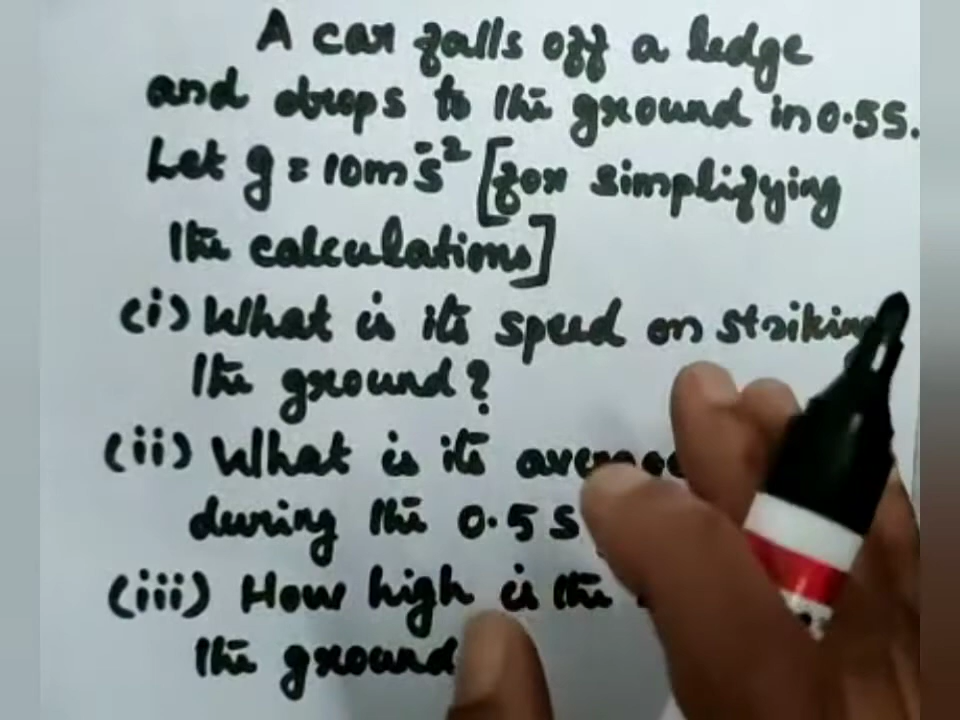 A car falls off a ledge
and drops to the ground in 0.5s.
Let g = 10 m s⁻² [for simplifying
the calculations]
(i) What is its speed on striking
the ground?
(ii) What is its
during the 0.5 s
(iii) How high is the
the ground